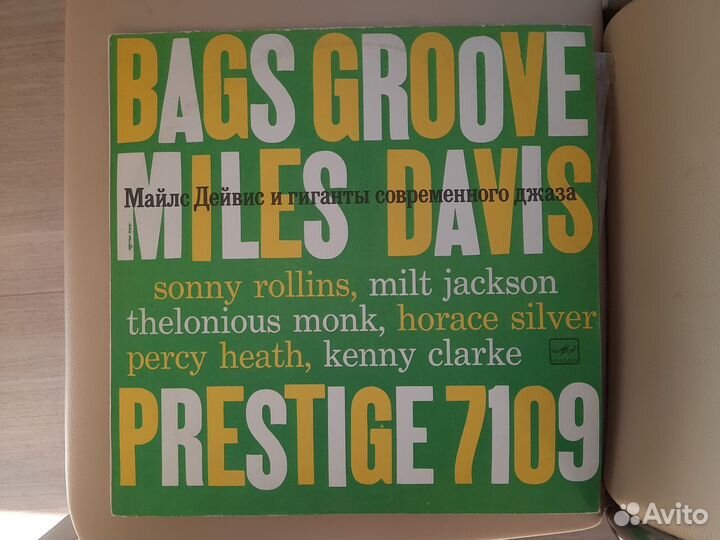 BAGS GROOVE
MILES DAVIS
Майлс Дейвис и гиганты современного джаза
sonny rollins, milt jackson
thelonious monk, horace silver
percy heath, kenny clarke
PRESTIGE 7109
Avito